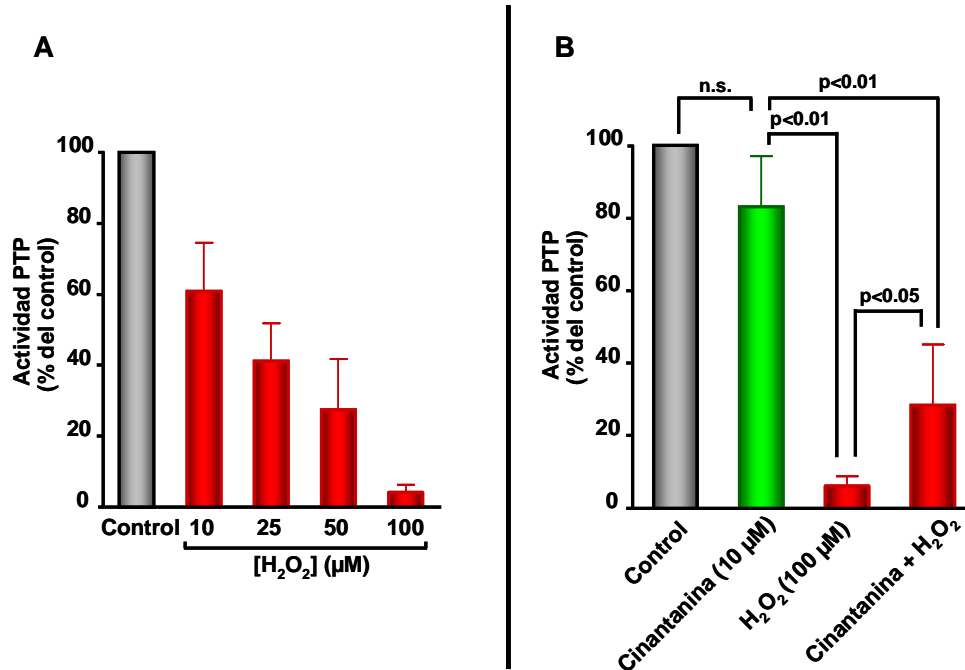 A
Actividad PTP
(% del control)
100
80
60
40
20
0
Control 10 25 50 100
[H₂O₂] (µM)
B
n.s.
p<0.01
p<0.01
p<0.05
Actividad PTP
(% del control)
100
80
60
40
20
0
Control
Cinantanina (10 µM)
H₂O₂ (100 µM)
Cinantanina + H₂O₂